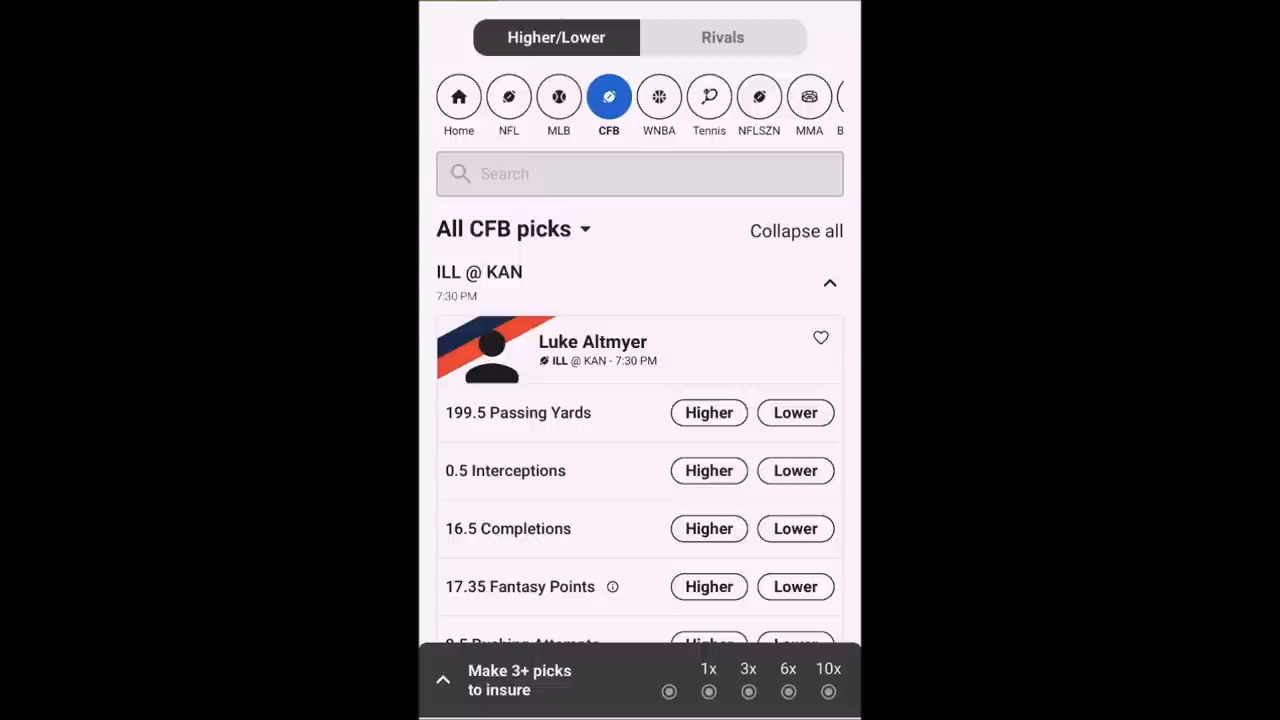 Higher/Lower Rivals
Home NFL MLB CFB WNBA Tennis NFLSZN MMA B
Search
All CFB picks Collapse all
ILL @ KAN
7:30 PM
Luke Altmyer
ILL @ KAN - 7:30 PM
199.5 Passing Yards Higher Lower
0.5 Interceptions Higher Lower
16.5 Completions Higher Lower
17.35 Fantasy Points Higher Lower
Rushing Attempts Higher Lower
Make 3+ picks
to insure
1x 3x 6x 10x